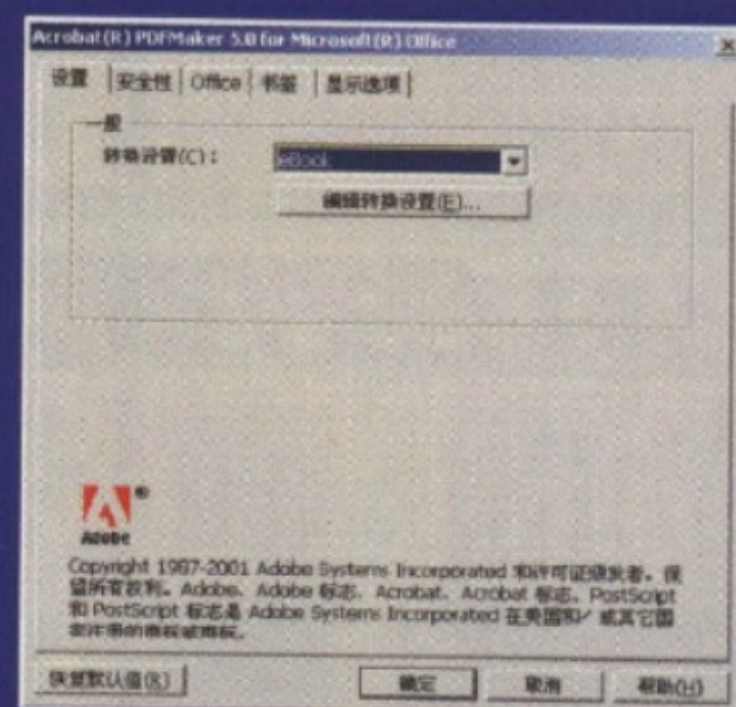 Acrobat(R) PDFMaker 5.0 for Microsoft(R) Office
设置 安全性 Office 书签 显示选项
一般
转换设置(C): eBook
编辑转换设置(E)...
Adobe
Copyright 1987-2001 Adobe Systems Incorporated 和许可证颁发者。保
留所有权利。Adobe、Adobe 标志、Acrobat、Acrobat 标志、PostScript
和 PostScript 标志是 Adobe Systems Incorporated 在美国和/ 或其它国
家注册的商标或商标。
恢复默认值(R) 确定 取消 帮助(H)